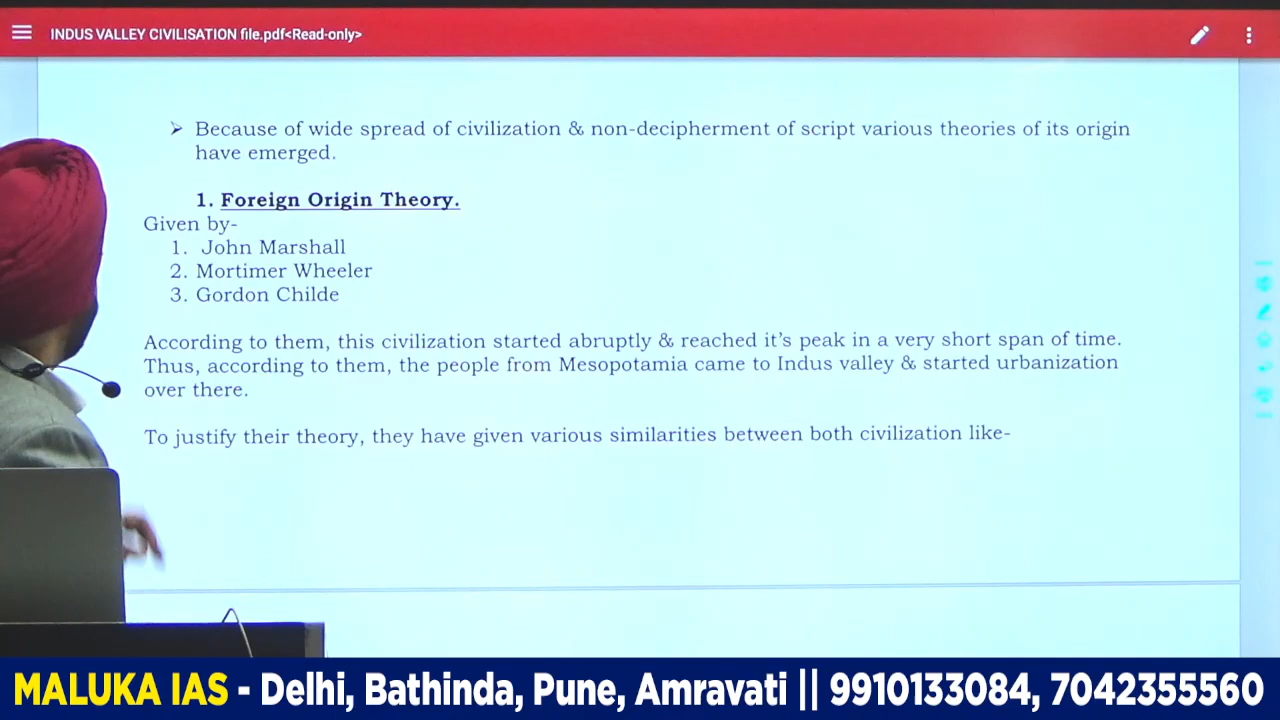 INDUS VALLEY CIVILISATION file.pdf<Read-only>
➢ Because of wide spread of civilization & non-decipherment of script various theories of its origin
have emerged.
1. Foreign Origin Theory.
Given by-
1. John Marshall
2. Mortimer Wheeler
3. Gordon Childe
According to them, this civilization started abruptly & reached it's peak in a very short span of time.
Thus, according to them, the people from Mesopotamia came to Indus valley & started urbanization
over there.
To justify their theory, they have given various similarities between both civilization like-
MALUKA IAS - Delhi, Bathinda, Pune, Amravati || 9910133084, 7042355560